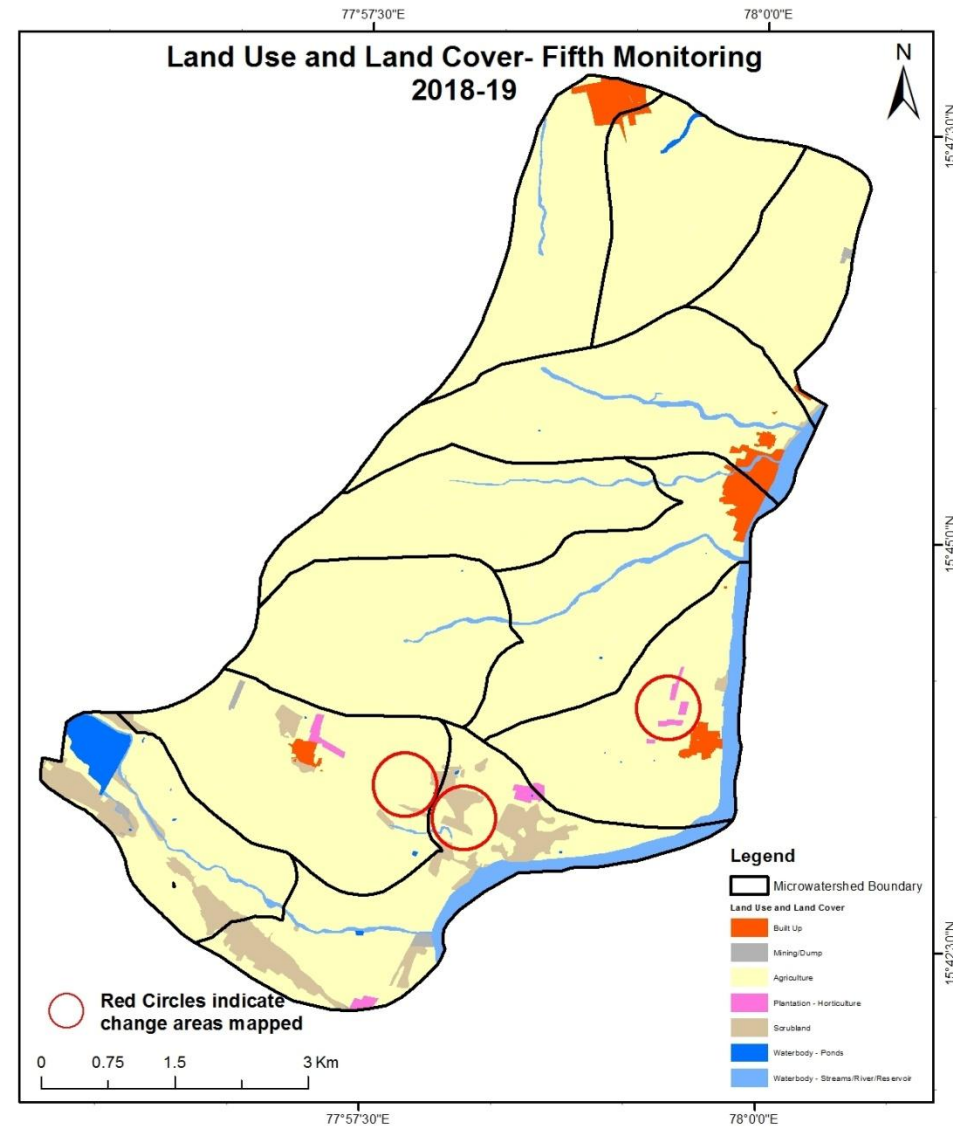 77°57'30"E
78°0'0"E
Land Use and Land Cover- Fifth Monitoring
2018-19
N
15°47'30"N
15°45'0"N
15°42'30"N
Legend
Microwatershed Boundary
Land Use and Land Cover
Built Up
Mining/Dump
Agriculture
Plantation - Horticulture
Scrubland
Waterbody - Ponds
Waterbody - Streams/River/Reservoir
Red Circles indicate
change areas mapped
0 0.75 1.5 3 Km
77°57'30"E
78°0'0"E